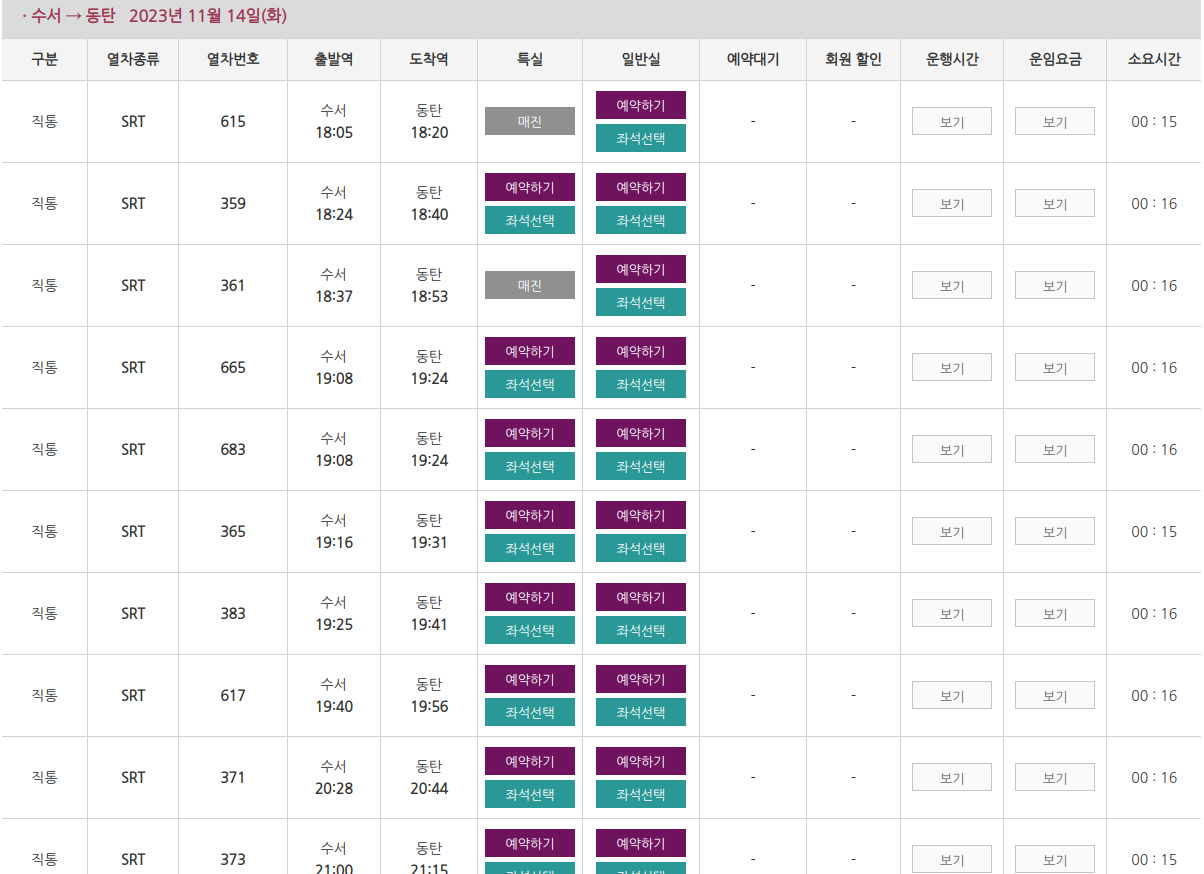 · 수서 → 동탄 2023년 11월 14일(화)
구분 열차종류 열차번호 출발역 도착역 특실 일반실 예약대기 회원 할인 운행시간 운임요금 소요시간
직통 SRT 615 수서 18:05 동탄 18:20 매진 예약하기 좌석선택 - - 보기 보기 00 : 15
직통 SRT 359 수서 18:24 동탄 18:40 예약하기 좌석선택 예약하기 좌석선택 - - 보기 보기 00 : 16
직통 SRT 361 수서 18:37 동탄 18:53 매진 예약하기 좌석선택 - - 보기 보기 00 : 16
직통 SRT 665 수서 19:08 동탄 19:24 예약하기 좌석선택 예약하기 좌석선택 - - 보기 보기 00 : 16
직통 SRT 683 수서 19:08 동탄 19:24 예약하기 좌석선택 예약하기 좌석선택 - - 보기 보기 00 : 16
직통 SRT 365 수서 19:16 동탄 19:31 예약하기 좌석선택 예약하기 좌석선택 - - 보기 보기 00 : 15
직통 SRT 383 수서 19:25 동탄 19:41 예약하기 좌석선택 예약하기 좌석선택 - - 보기 보기 00 : 16
직통 SRT 617 수서 19:40 동탄 19:56 예약하기 좌석선택 예약하기 좌석선택 - - 보기 보기 00 : 16
직통 SRT 371 수서 20:28 동탄 20:44 예약하기 좌석선택 예약하기 좌석선택 - - 보기 보기 00 : 16
직통 SRT 373 수서 21:00 동탄 21:15 예약하기 좌석선택 예약하기 좌석선택 - - 보기 보기 00 : 15